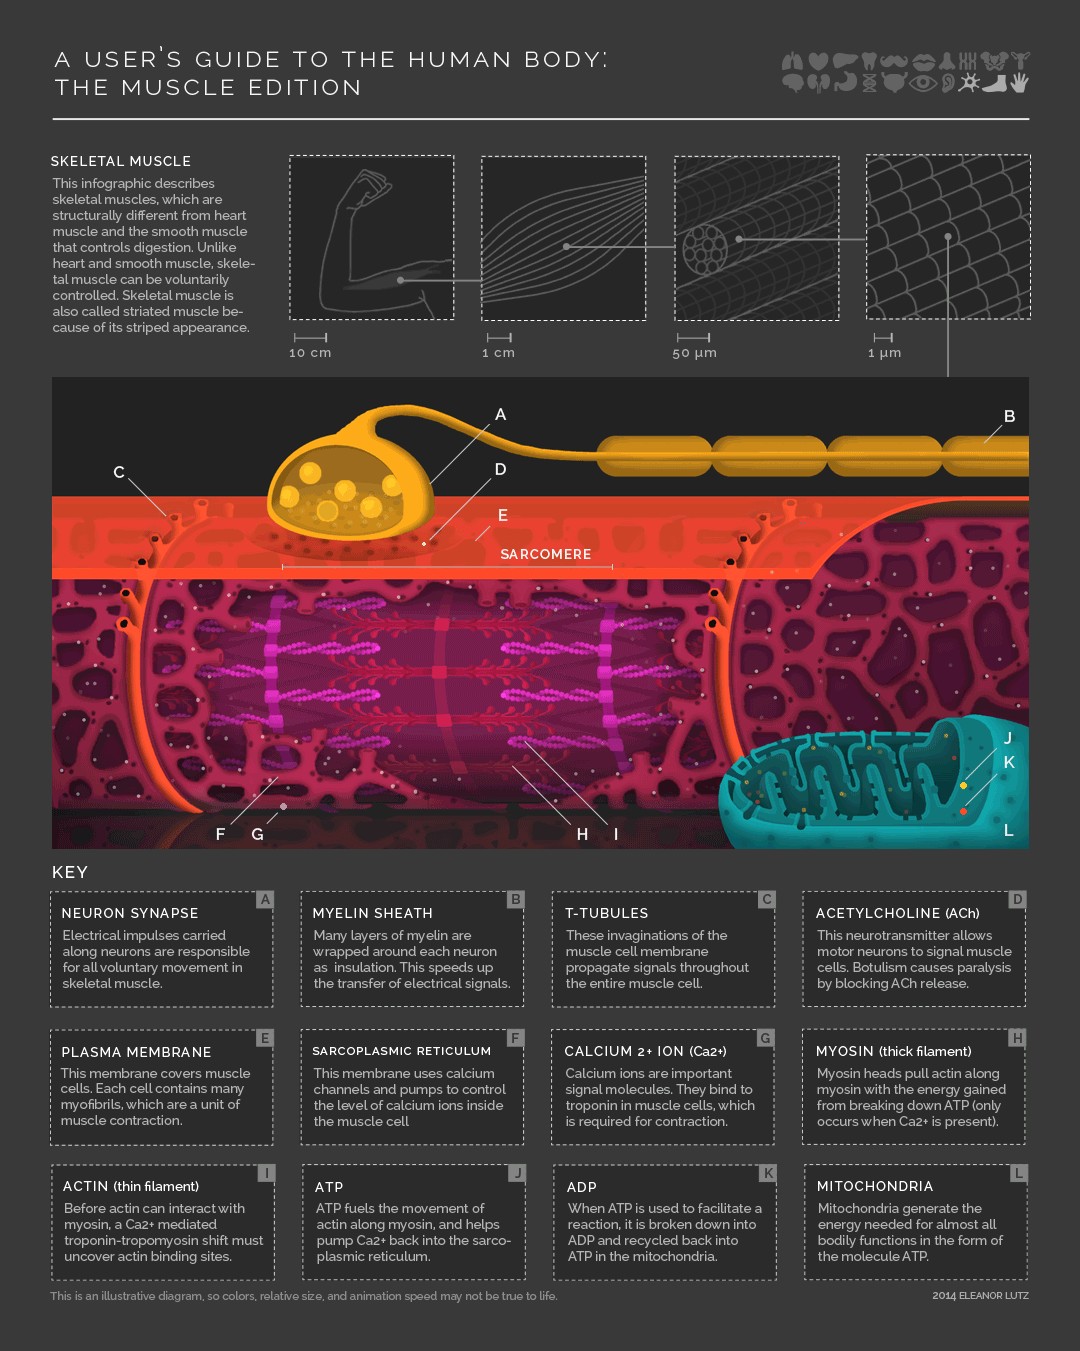 A USER'S GUIDE TO THE HUMAN BODY:
THE MUSCLE EDITION
SKELETAL MUSCLE
This infographic describes
skeletal muscles, which are
structurally different from heart
muscle and the smooth muscle
that controls digestion. Unlike
heart and smooth muscle, skele-
tal muscle can be voluntarily
controlled. Skeletal muscle is
also called striated muscle be-
cause of its striped appearance.
10 cm
1 cm
50 μm
1 μm
A
B
C
D
E
SARCOMERE
J
K
F
G
H
I
L
KEY
A
NEURON SYNAPSE
Electrical impulses carried
along neurons are responsible
for all voluntary movement in
skeletal muscle.
B
MYELIN SHEATH
Many layers of myelin are
wrapped around each neuron
as insulation. This speeds up
the transfer of electrical signals.
C
T-TUBULES
These invaginations of the
muscle cell membrane
propagate signals throughout
the entire muscle cell.
D
ACETYLCHOLINE (ACh)
This neurotransmitter allows
motor neurons to signal muscle
cells. Botulism causes paralysis
by blocking ACh release.
E
PLASMA MEMBRANE
This membrane covers muscle
cells. Each cell contains many
myofibrils, which are a unit of
muscle contraction.
F
SARCOPLASMIC RETICULUM
This membrane uses calcium
channels and pumps to control
the level of calcium ions inside
the muscle cell
G
CALCIUM 2+ ION (Ca2+)
Calcium ions are important
signal molecules. They bind to
troponin in muscle cells, which
is required for contraction.
H
MYOSIN (thick filament)
Myosin heads pull actin along
myosin with the energy gained
from breaking down ATP (only
occurs when Ca2+ is present).
I
ACTIN (thin filament)
Before actin can interact with
myosin, a Ca2+ mediated
troponin-tropomyosin shift must
uncover actin binding sites.
J
ATP
ATP fuels the movement of
actin along myosin, and helps
pump Ca2+ back into the sarco-
plasmic reticulum.
K
ADP
When ATP is used to facilitate a
reaction, it is broken down into
ADP and recycled back into
ATP in the mitochondria.
L
MITOCHONDRIA
Mitochondria generate the
energy needed for almost all
bodily functions in the form of
the molecule ATP.
This is an illustrative diagram, so colors, relative size, and animation speed may not be true to life.
2014 ELEANOR LUTZ